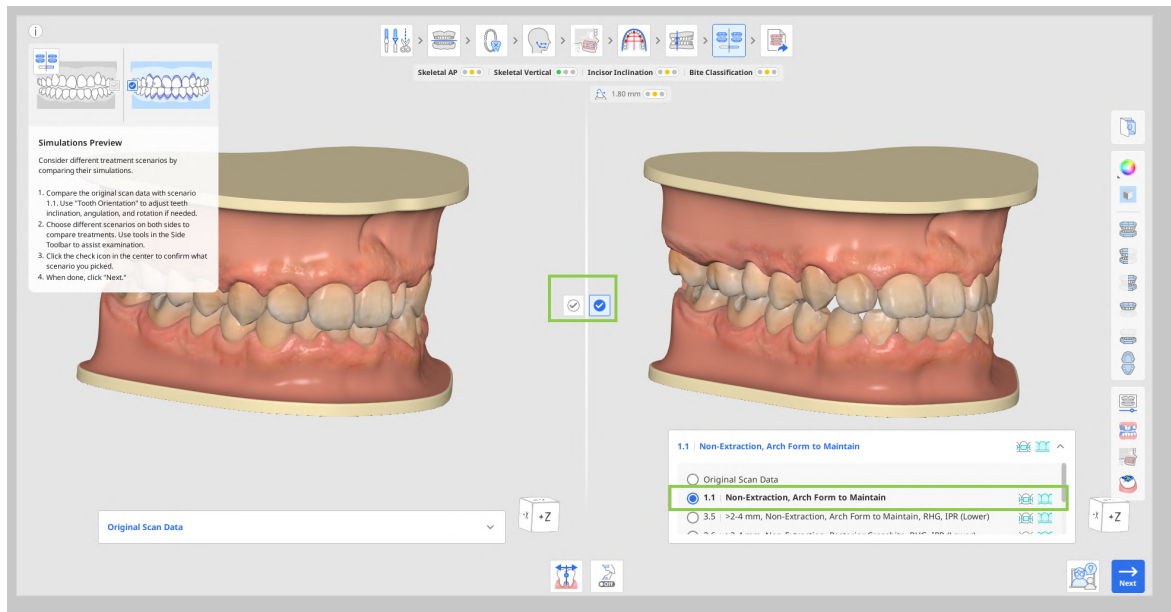 i
Skeletal AP | Skeletal Vertical | Incisor Inclination | Bite Classification
1.80 mm
Simulations Preview
Consider different treatment scenarios by
comparing their simulations.
1. Compare the original scan data with scenario
1.1. Use "Tooth Orientation" to adjust teeth
inclination, angulation, and rotation if needed.
2. Choose different scenarios on both sides to
compare treatments. Use tools in the Side
Toolbar to assist examination.
3. Click the check icon in the center to confirm what
scenario you picked.
4. When done, click "Next."
1.1 | Non-Extraction, Arch Form to Maintain
Original Scan Data
1.1 | Non-Extraction, Arch Form to Maintain
3.5 | >2-4 mm, Non-Extraction, Arch Form to Maintain, RHG, IPR (Lower)
Original Scan Data
-X +Z
-X +Z
Off
Next